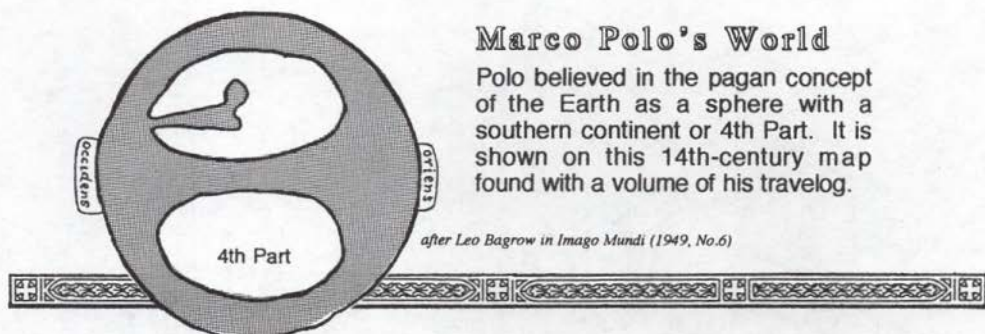 Marco Polo's World
Polo believed in the pagan concept
of the Earth as a sphere with a
southern continent or 4th Part. It is
shown on this 14th-century map
found with a volume of his travelog.
occidens
oriens
4th Part
after Leo Bagrow in Imago Mundi (1949, No.6)